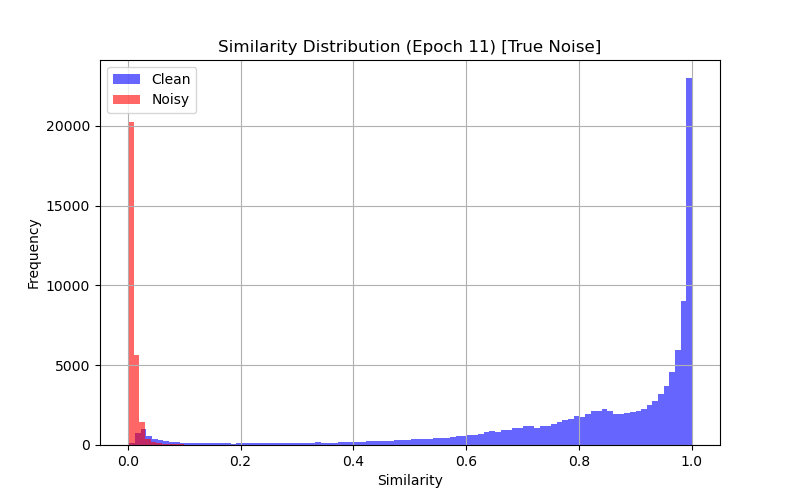 Similarity Distribution (Epoch 11) [True Noise]
Clean
Noisy
Frequency
20000
15000
10000
5000
0
0.0 0.2 0.4 0.6 0.8 1.0
Similarity